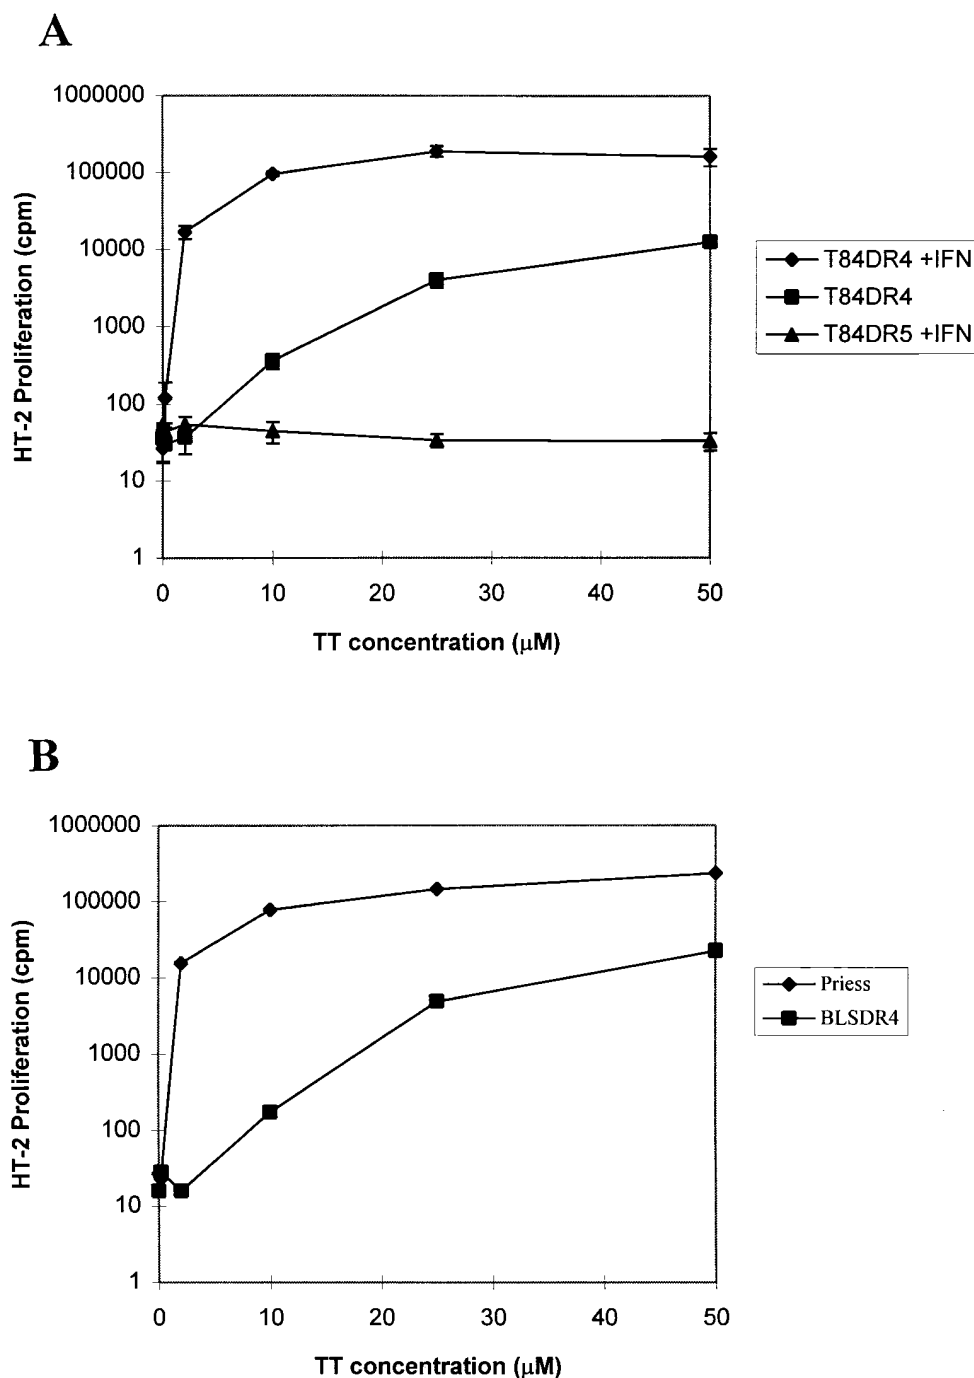 A
1000000
100000
10000
1000
100
10
1
HT-2 Proliferation (cpm)
0 10 20 30 40 50
TT concentration (μM)
T84DR4 +IFN
T84DR4
T84DR5 +IFN
B
1000000
100000
10000
1000
100
10
1
HT-2 Proliferation (cpm)
0 10 20 30 40 50
TT concentration (μM)
Priess
BLSDR4